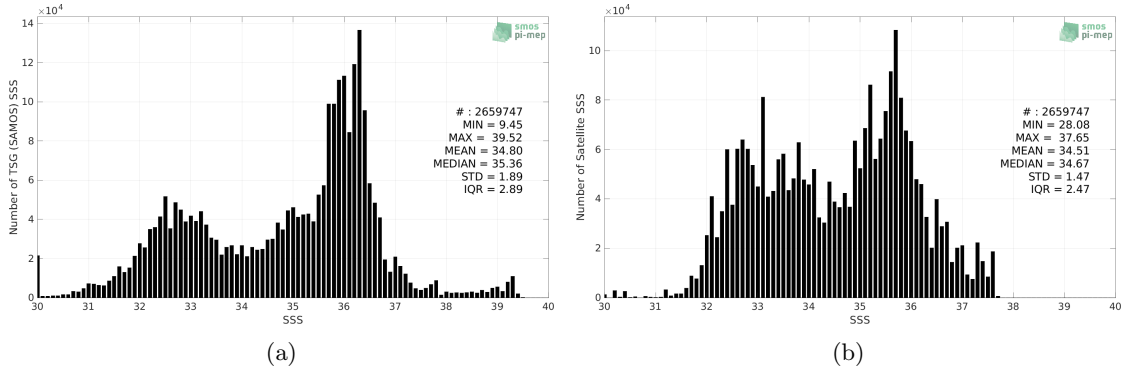 ×10⁴
14
12
10
8
6
4
2
0
Number of TSG (SAMOS) SSS
smos
pi-mep
# : 2659747
MIN = 9.45
MAX = 39.52
MEAN = 34.80
MEDIAN = 35.36
STD = 1.89
IQR = 2.89
30 31 32 33 34 35 36 37 38 39 40
SSS
(a)
×10⁴
10
8
6
4
2
0
Number of Satellite SSS
smos
pi-mep
# : 2659747
MIN = 28.08
MAX = 37.65
MEAN = 34.51
MEDIAN = 34.67
STD = 1.47
IQR = 2.47
30 31 32 33 34 35 36 37 38 39 40
SSS
(b)